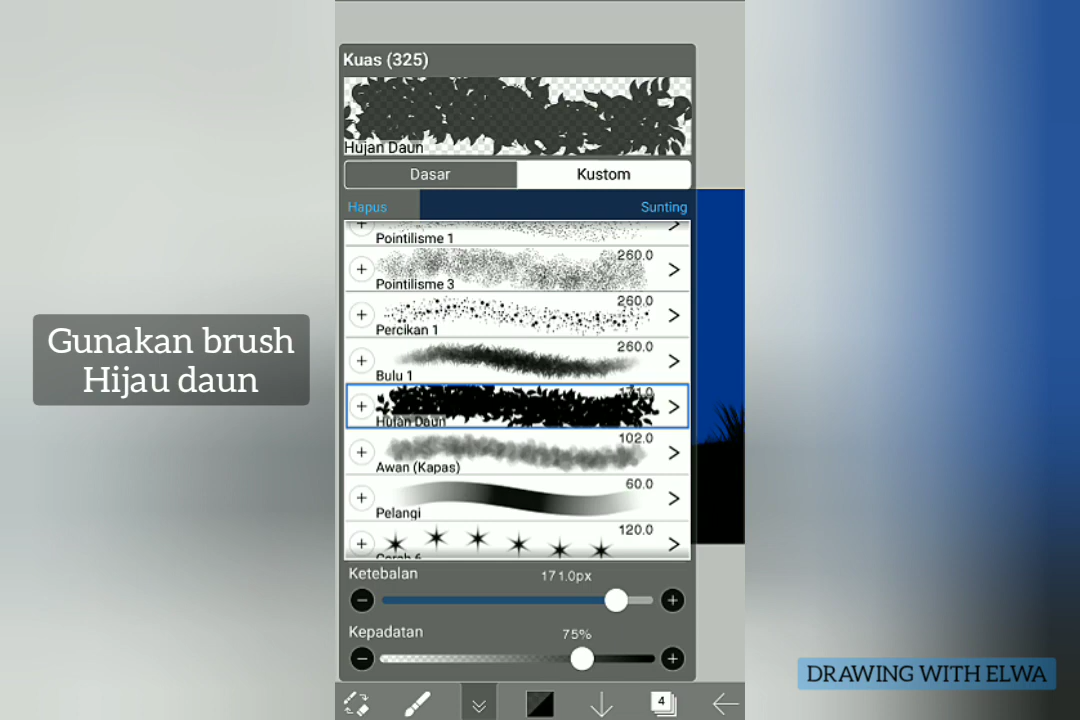 Kuas (325)
Hujan Daun
Dasar
Kustom
Hapus
Sunting
Pointilisme 1
260.0
Pointilisme 3
260.0
Percikan 1
260.0
Bulu 1
171.0
Hujan Daun
102.0
Awan (Kapas)
60.0
Pelangi
120.0
Ketebalan
171.0px
Kepadatan
75%
4
Gunakan brush
Hijau daun
DRAWING WITH ELWA